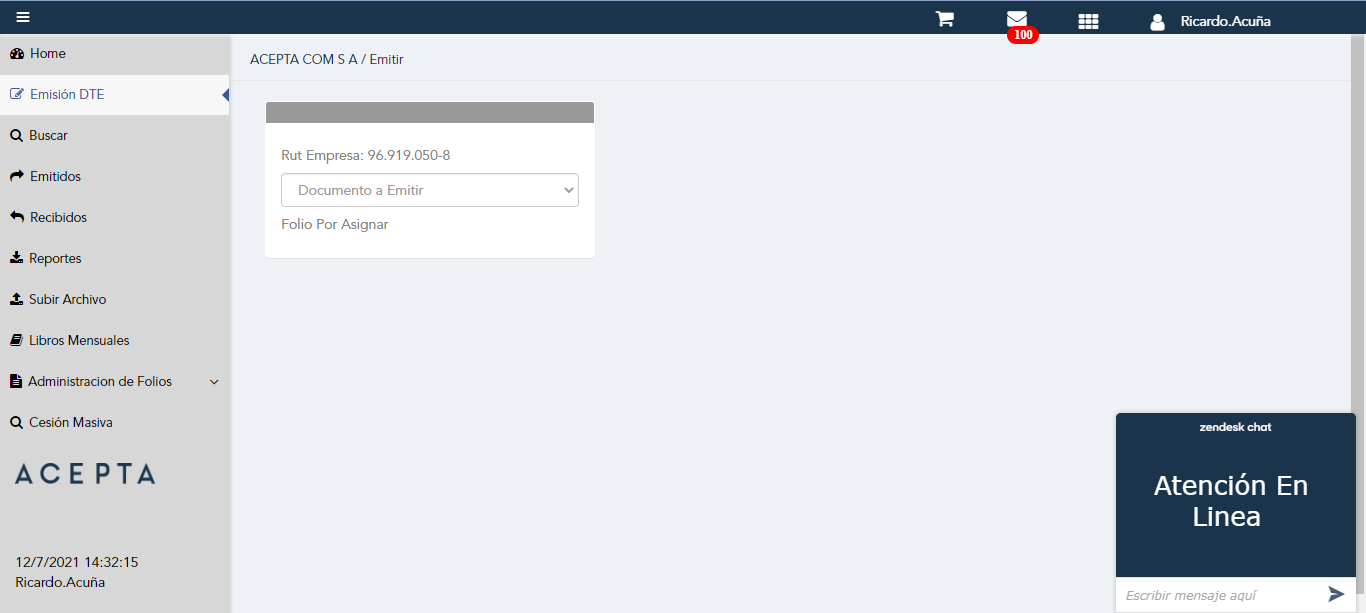 Ricardo.Acuña
100
Home
Emisión DTE
Buscar
Emitidos
Recibidos
Reportes
Subir Archivo
Libros Mensuales
Administracion de Folios
Cesión Masiva
ACEPTA
12/7/2021 14:32:15
Ricardo.Acuña
ACEPTA COM S A / Emitir
Rut Empresa: 96.919.050-8
Documento a Emitir
Folio Por Asignar
zendesk chat
Atención En
Linea
Escribir mensaje aquí